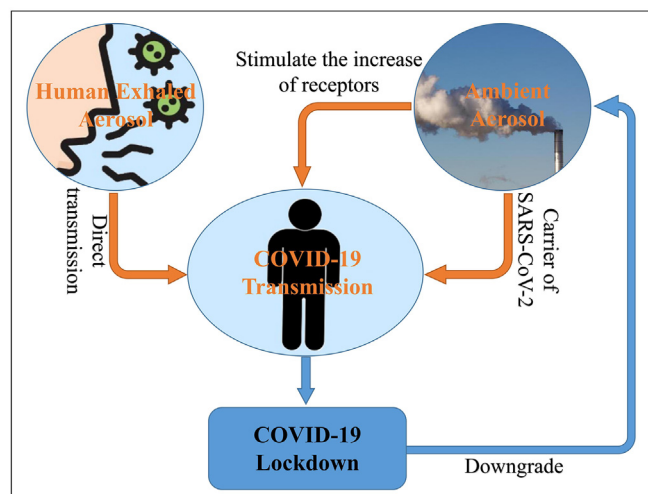 Human Exhaled
Aerosol
Stimulate the increase
of receptors
Ambient
Aerosol
Direct
transmission
Carrier of
SARS-CoV-2
COVID-19
Transmission
COVID-19
Lockdown
Downgrade